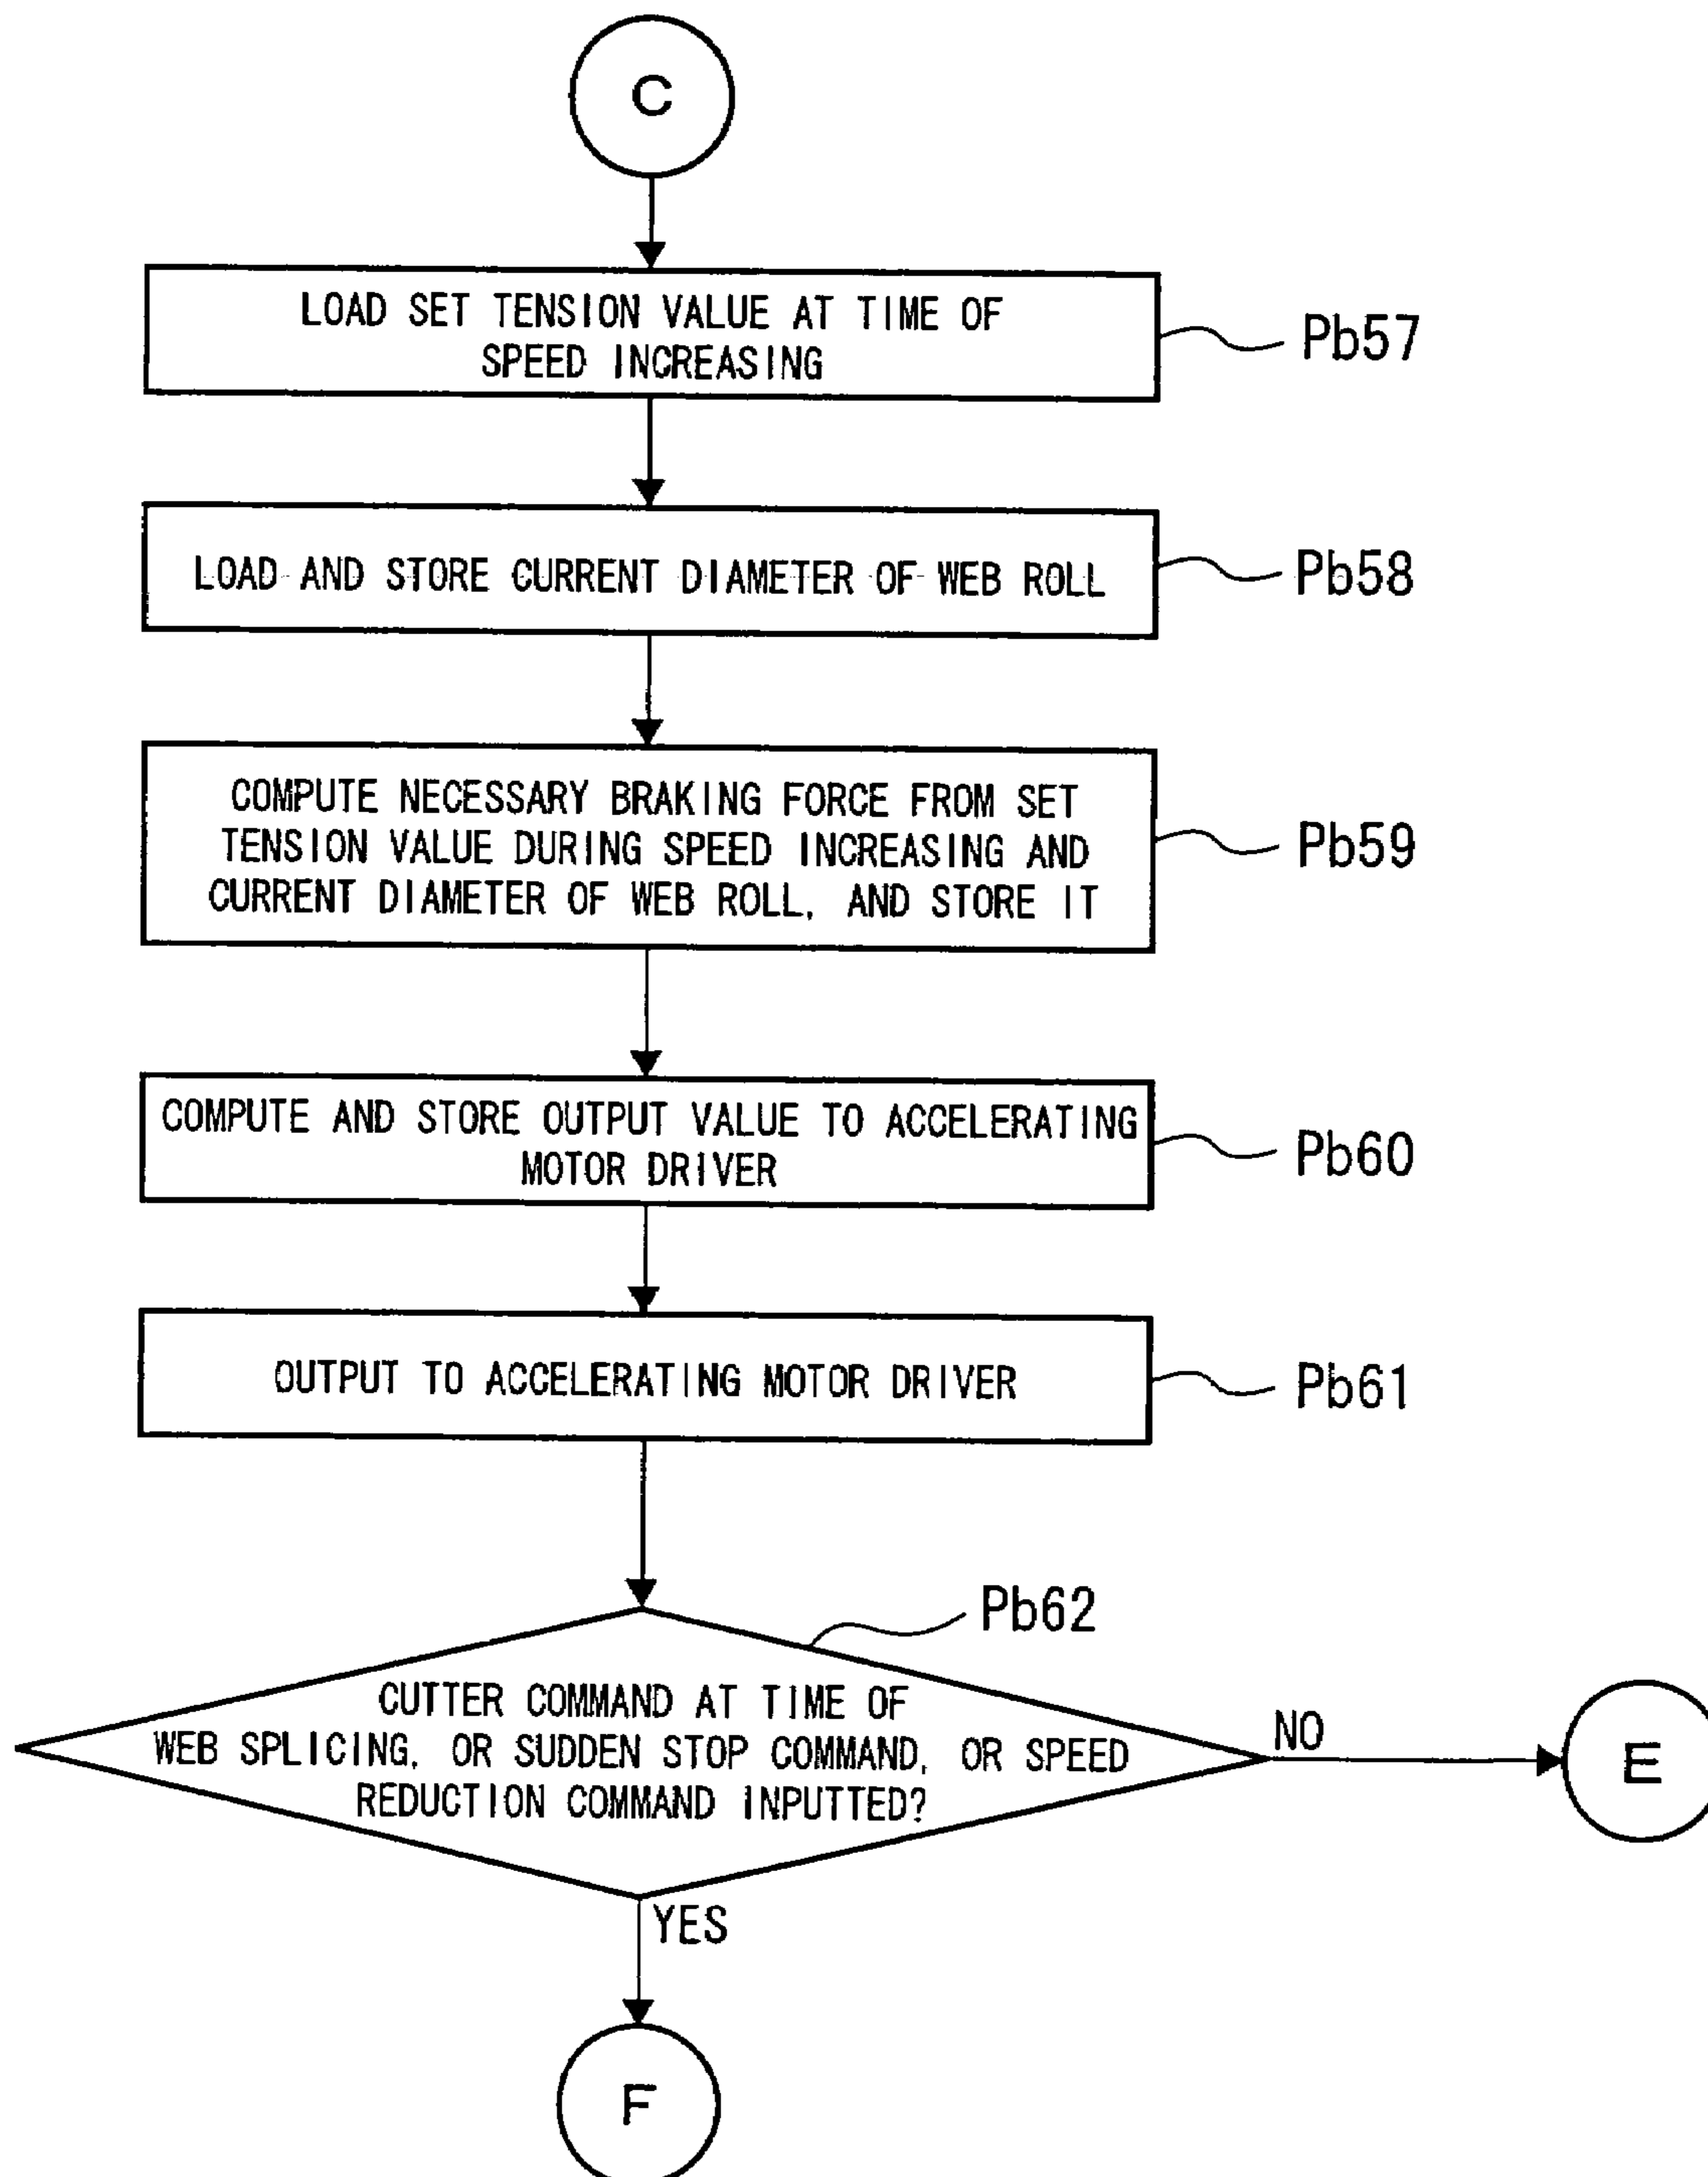 C
LOAD SET TENSION VALUE AT TIME OF
SPEED INCREASING
Pb57
LOAD AND STORE CURRENT DIAMETER OF WEB ROLL
Pb58
COMPUTE NECESSARY BRAKING FORCE FROM SET
TENSION VALUE DURING SPEED INCREASING AND
CURRENT DIAMETER OF WEB ROLL, AND STORE IT
Pb59
COMPUTE AND STORE OUTPUT VALUE TO ACCELERATING
MOTOR DRIVER
Pb60
OUTPUT TO ACCELERATING MOTOR DRIVER
Pb61
Pb62
CUTTER COMMAND AT TIME OF
WEB SPLICING, OR SUDDEN STOP COMMAND, OR SPEED
REDUCTION COMMAND INPUTTED?
NO
E
YES
F